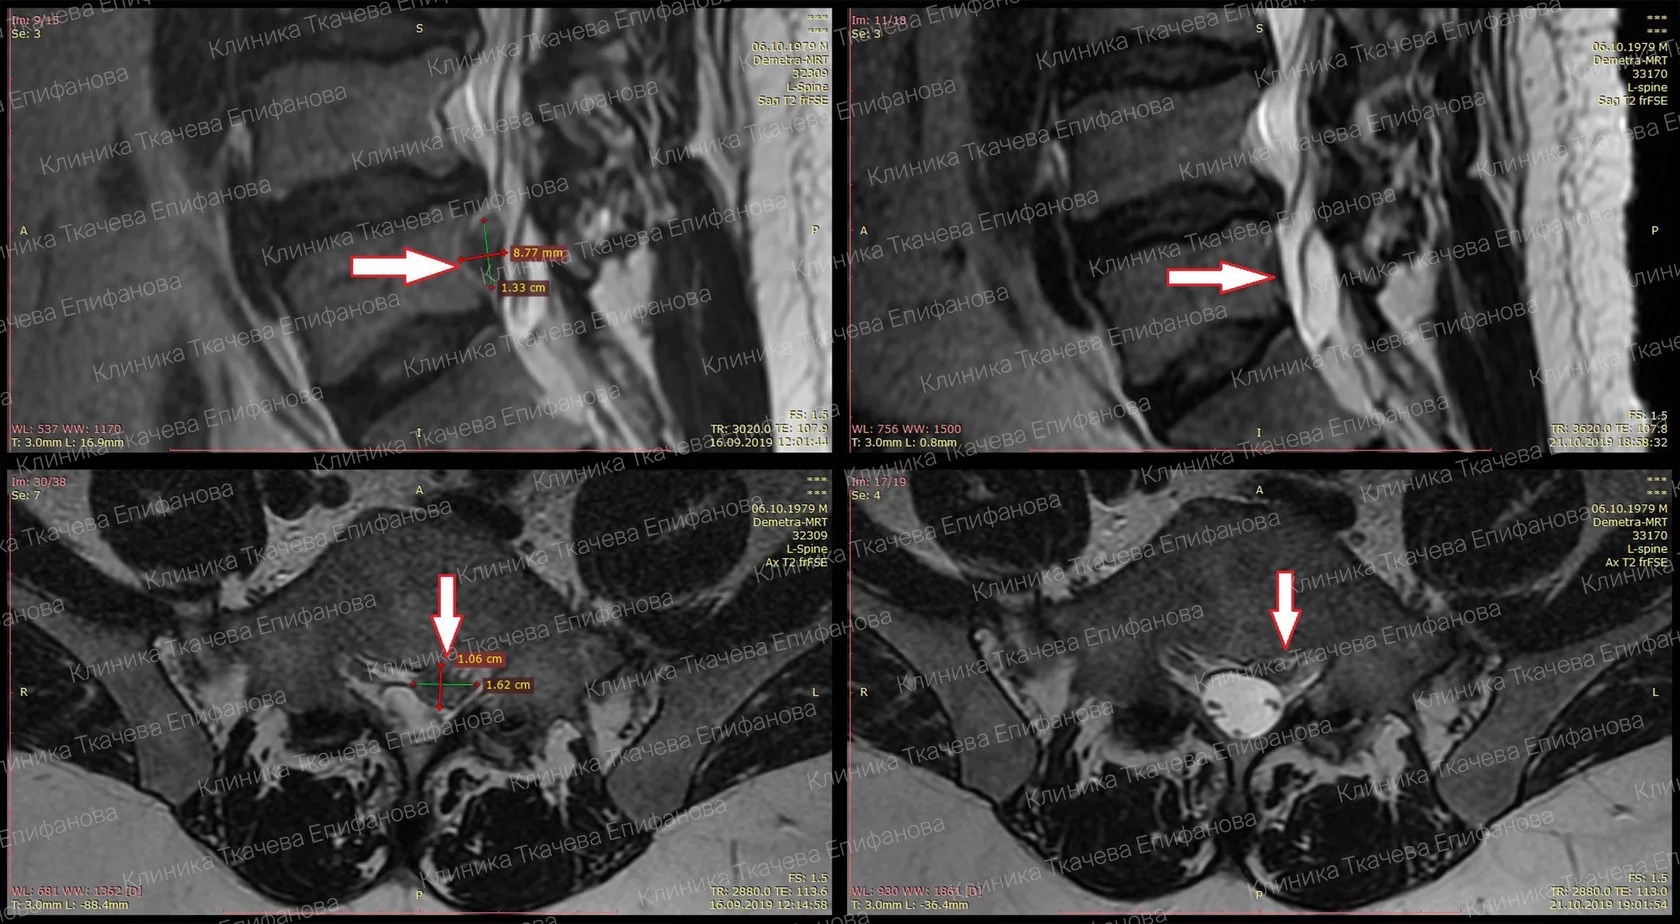 Im: 9/15
Se: 3
S
***
***
06.10.1979 M
Demetra-MRT
32309
L-Spine
Sag T2 frFSE
A
P
8.77 mm
1.33 cm
WL: 537 WW: 1170
T: 3.0mm L: 16.9mm
I
FS: 1.5
TR: 3020.0 TE: 107.9
16.09.2019 12:01:44
Im: 11/18
Se: 3
S
***
***
06.10.1979 M
Demetra-MRT
33170
L-spine
Sag T2 frFSE
A
P
WL: 756 WW: 1500
T: 3.0mm L: 0.8mm
I
FS: 1.5
TR: 3620.0 TE: 107.8
21.10.2019 18:58:32
Im: 30/38
Se: 7
A
***
***
06.10.1979 M
Demetra-MRT
32309
L-Spine
Ax T2 frFSE
R
L
1.06 cm
1.62 cm
WL: 681 WW: 1362 [D]
T: 3.0mm L: -88.4mm
P
FS: 1.5
TR: 2880.0 TE: 113.6
16.09.2019 12:14:58
Im: 17/19
Se: 4
A
***
***
06.10.1979 M
Demetra-MRT
33170
L-spine
Ax T2 frFSE
R
L
WL: 930 WW: 1861 [D]
T: 3.0mm L: -36.4mm
P
FS: 1.5
TR: 2880.0 TE: 113.0
21.10.2019 19:01:54
Клиника Ткачева Епифанова